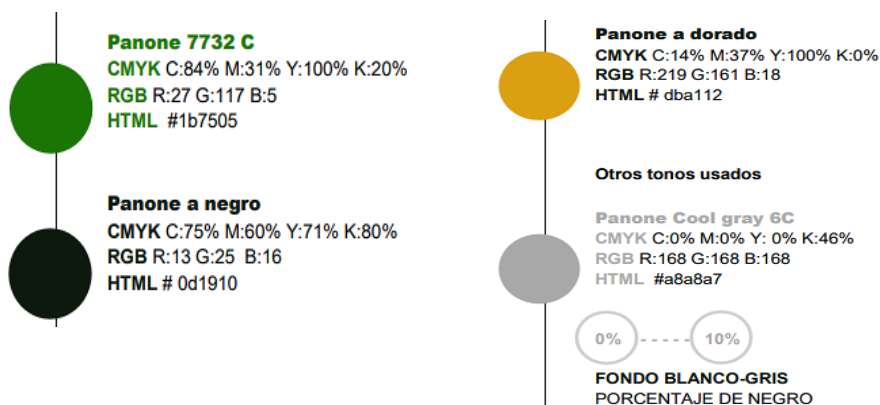 Panone 7732 C
CMYK C:84% M:31% Y:100% K:20%
RGB R:27 G:117 B:5
HTML #1b7505
Panone a negro
CMYK C:75% M:60% Y:71% K:80%
RGB R:13 G:25 B:16
HTML # 0d1910
Panone a dorado
CMYK C:14% M:37% Y:100% K:0%
RGB R:219 G:161 B:18
HTML # dba112
Otros tonos usados
Panone Cool gray 6C
CMYK C:0% M:0% Y: 0% K:46%
RGB R:168 G:168 B:168
HTML #a8a8a7
0% ----- 10%
FONDO BLANCO-GRIS
PORCENTAJE DE NEGRO